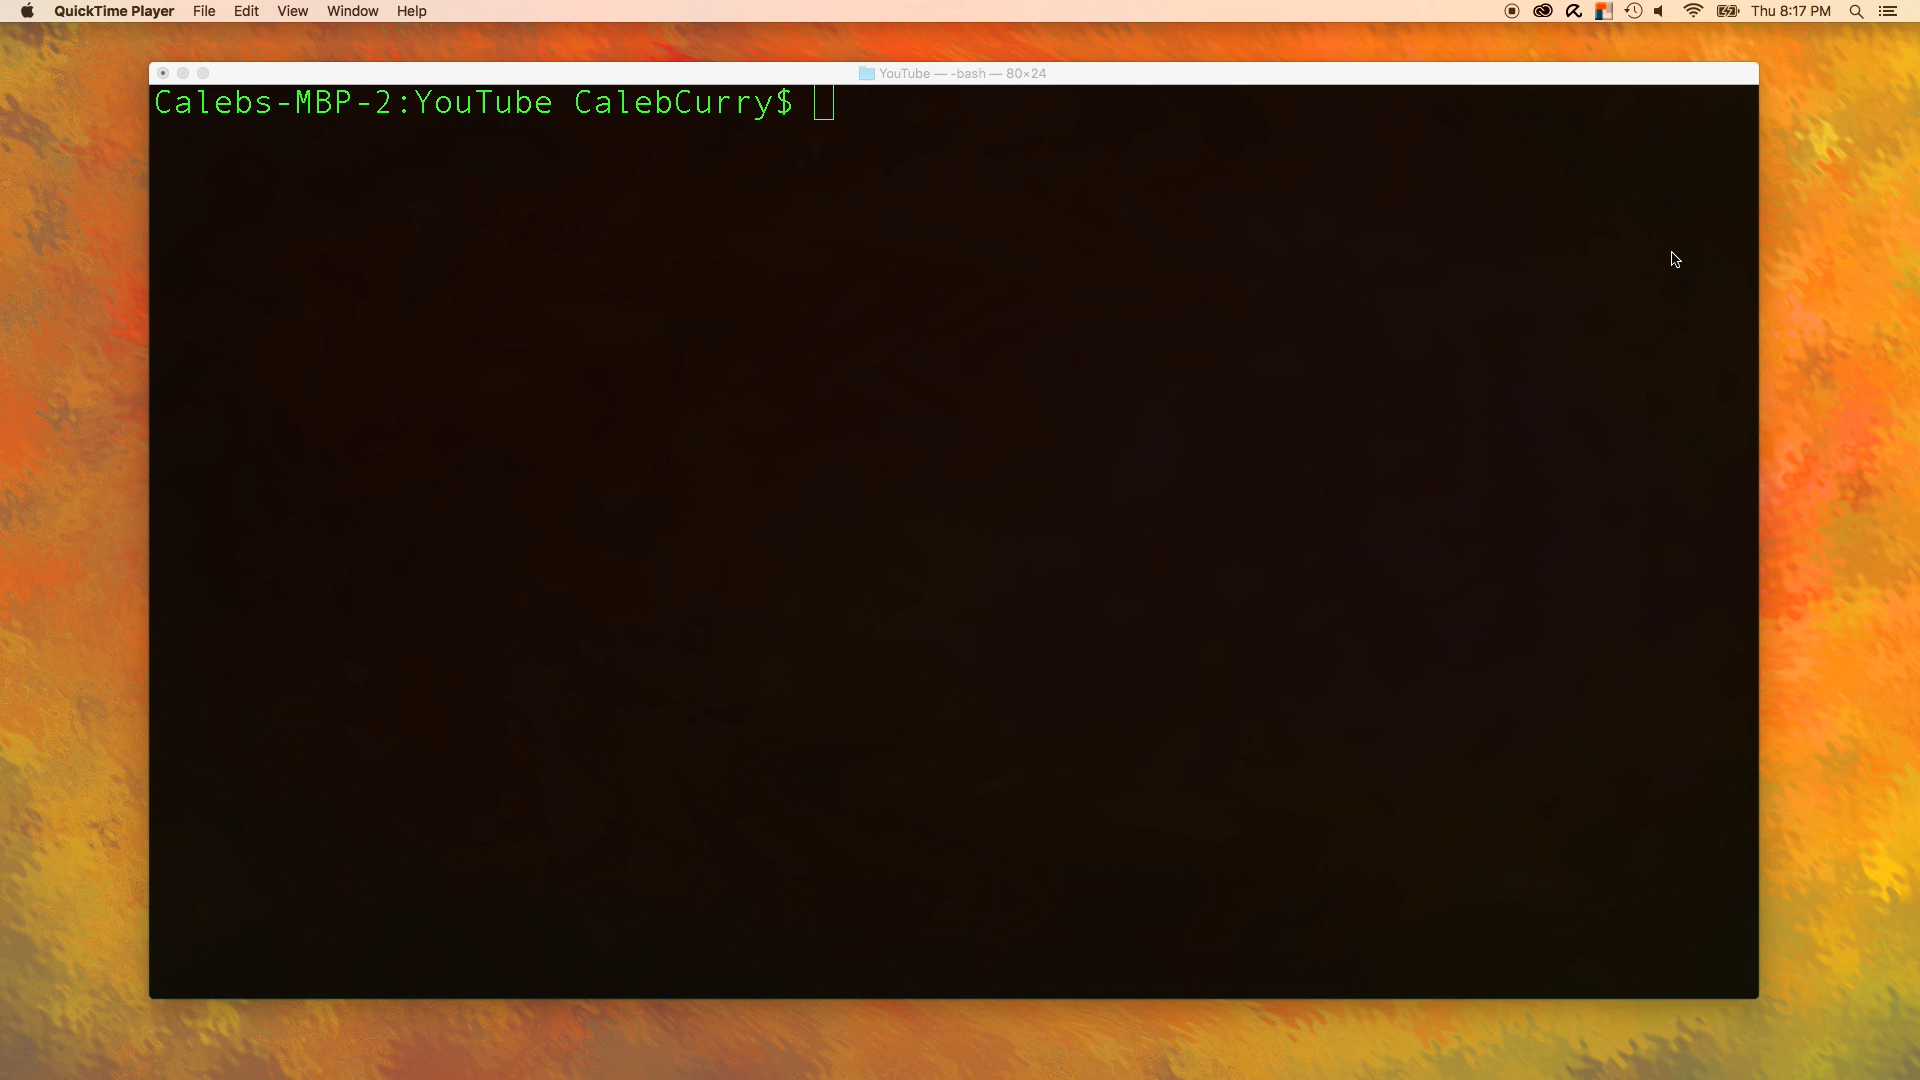 QuickTime Player File Edit View Window Help Thu 8:17 PM
YouTube — -bash — 80×24
Calebs-MBP-2:YouTube CalebCurry$